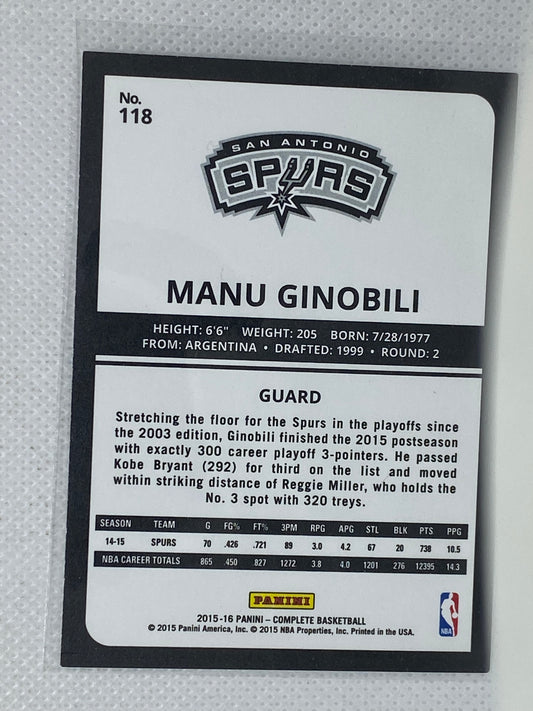 No.
118
SAN ANTONIO
SPURS
MANU GINOBILI
HEIGHT: 6'6" WEIGHT: 205 BORN: 7/28/1977
FROM: ARGENTINA • DRAFTED: 1999 • ROUND: 2
GUARD
Stretching the floor for the Spurs in the playoffs since
the 2003 edition, Ginobili finished the 2015 postseason
with exactly 300 career playoff 3-pointers. He passed
Kobe Bryant (292) for third on the list and moved
within striking distance of Reggie Miller, who holds the
No. 3 spot with 320 treys.
SEASON TEAM G FG% FT% 3PM RPG APG STL BLK PTS PPG
14-15 SPURS 70 .426 .721 89 3.0 4.2 67 20 738 10.5
NBA CAREER TOTALS 865 .450 .827 1272 3.8 4.0 1201 276 12395 14.3
PANINI
2015-16 PANINI – COMPLETE BASKETBALL
© 2015 Panini America, Inc. © 2015 NBA Properties, Inc. Printed in the USA.
NBA